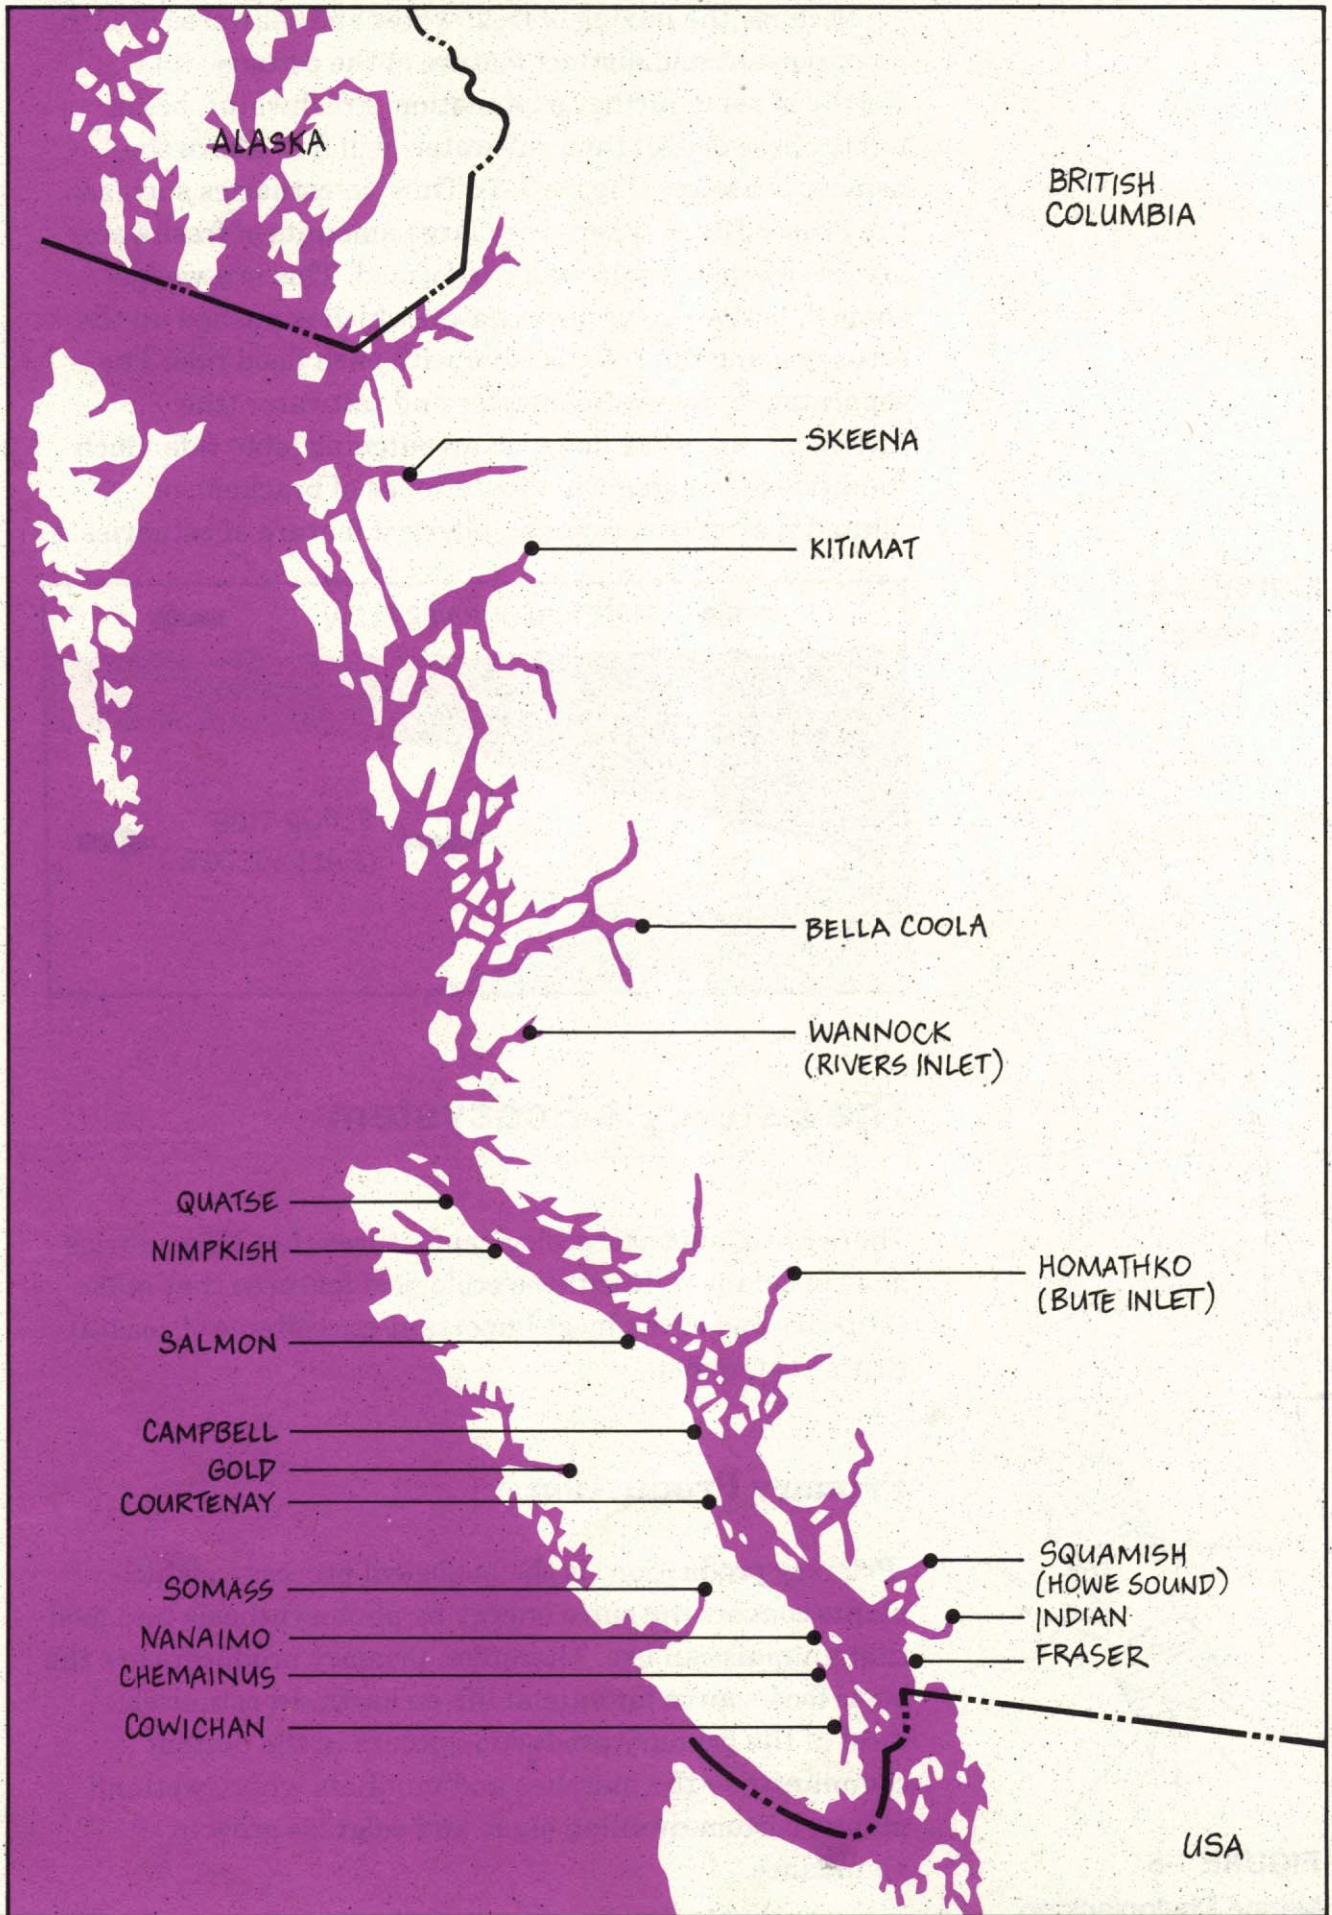 ALASKA
BRITISH
COLUMBIA
SKEENA
KITIMAT
BELLA COOLA
WANNOCK
(RIVERS INLET)
QUATSE
NIMPKISH
HOMATHKO
(BUTE INLET)
SALMON
CAMPBELL
GOLD
COURTENAY
SQUAMISH
(HOWE SOUND)
SOMASS
INDIAN
NANAIMO
FRASER
CHEMAINUS
COWICHAN
USA